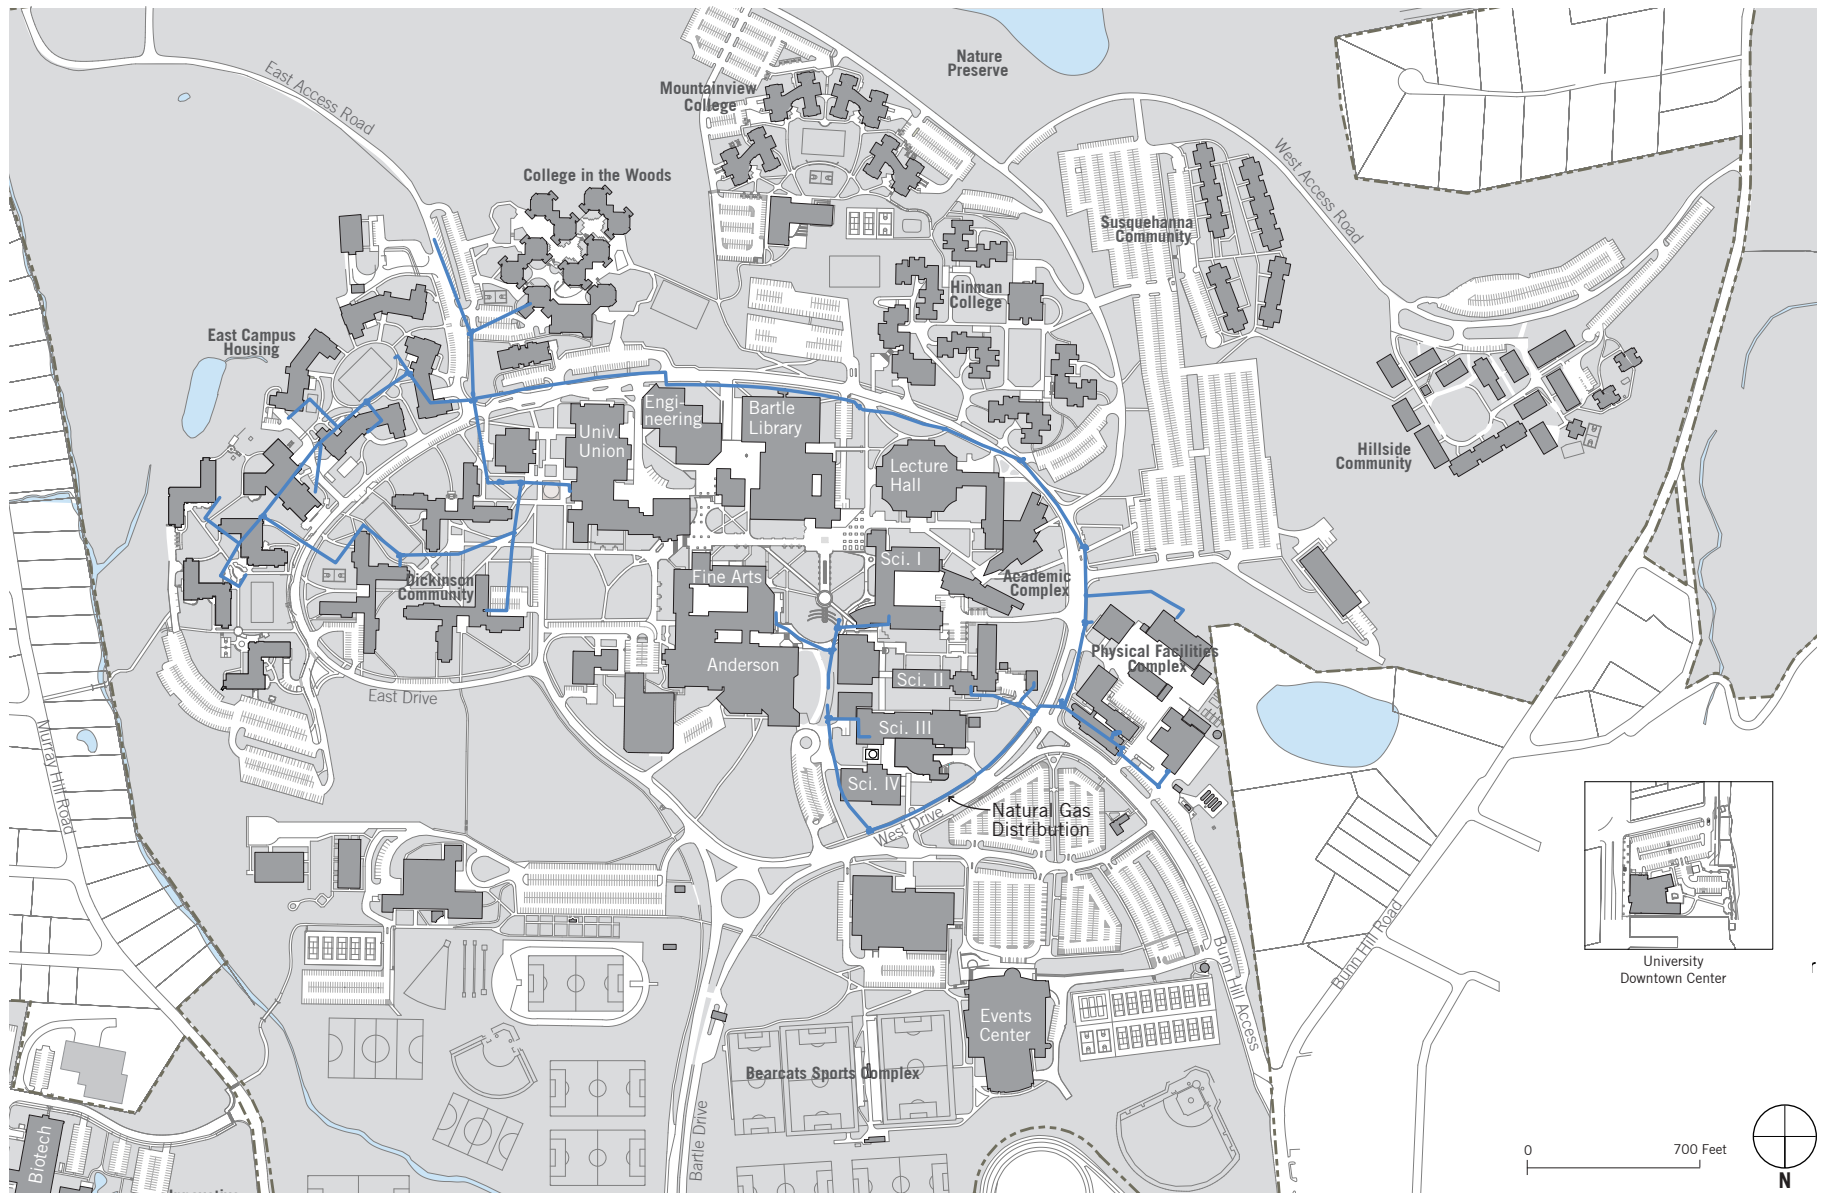 Nature
Preserve
East Access Road
Mountainview
College
West Access Road
College in the Woods
Susquehanna
Community
Hinman
College
East Campus
Housing
Engi-
neering
Bartle
Library
Univ.
Union
Lecture
Hall
Hillside
Community
Sci. I
Fine Arts
Academic
Complex
Dickinson
Community
Physical Facilities
Complex
Anderson
Sci. II
East Drive
Sci. III
Murray Hill Road
Sci. IV
Natural Gas
Distribution
West Drive
Bunn Hill Road
Bunn Hill Access
University
Downtown Center
Events
Center
Bearcats Sports Complex
Bartle Drive
Biotech
0
700 Feet
N